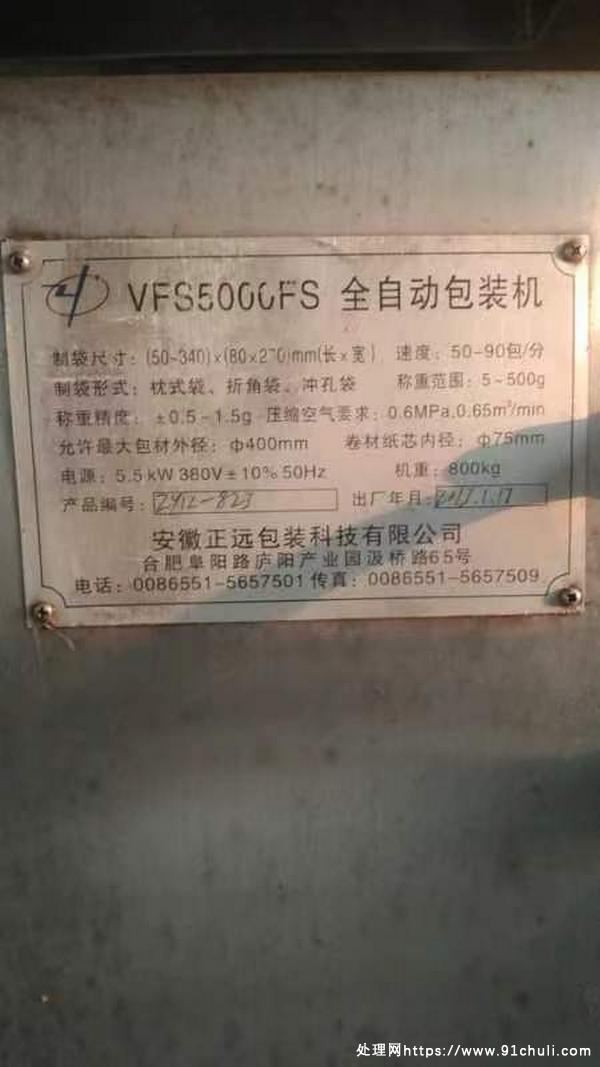 VFS5000FS 全自动包装机
制袋尺寸：(50-340)×(80×270)mm(长×宽) 速度：50-90包/分
制袋形式：枕式袋、折角袋、冲孔袋 称重范围：5-500g
称重精度：±0.5-1.5g 压缩空气要求：0.6MPa,0.65m³/min
允许最大包材外径：Φ400mm 卷材纸芯内径：Φ75mm
电源：5.5kW 380V±10% 50Hz 机重：800kg
产品编号： 出厂年月：
安徽正远包装科技有限公司
合肥阜阳路庐阳产业园汲桥路65号
电话：0086551-5657501 传真：0086551-5657509
处理网https://www.91chuli.com